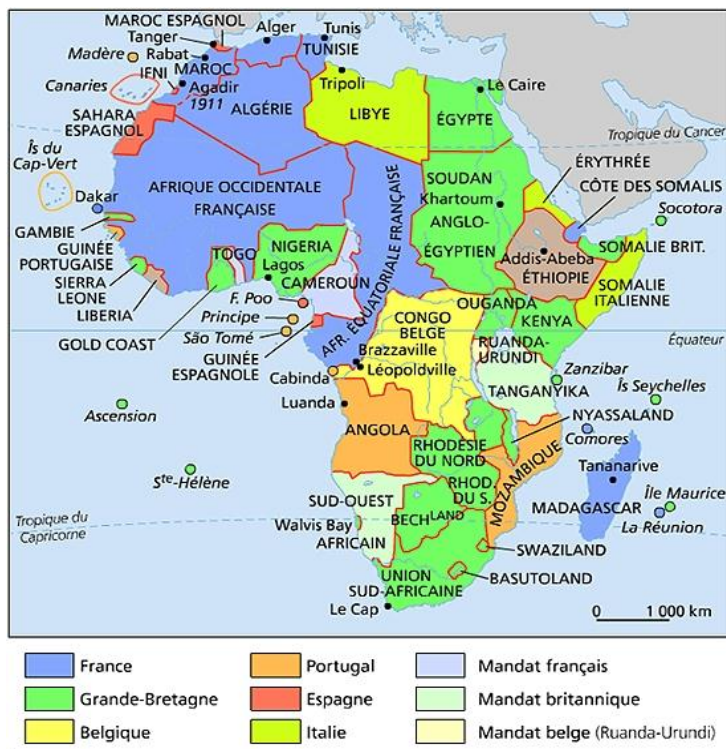 MAROC ESPAGNOL
Tanger
Alger
Tunis
Madère
Rabat
TUNISIE
IFNI
MAROC
Canaries
Agadir
1911
Tripoli
Le Caire
SAHARA
ESPAGNOL
ALGÉRIE
LIBYE
ÉGYPTE
Tropique du Cancer
Îs du
Cap-Vert
ÉRYTHRÉE
Dakar
AFRIQUE OCCIDENTALE
FRANÇAISE
AFR. ÉQUATORIALE FRANÇAISE
SOUDAN
Khartoum
ANGLO-
ÉGYPTIEN
CÔTE DES SOMALIS
Socotora
GAMBIE
GUINÉE
PORTUGAISE
SIERRA
LEONE
LIBERIA
TOGO
NIGERIA
Lagos
CAMEROUN
Addis-Abeba
ÉTHIOPIE
SOMALIE BRIT.
SOMALIE
ITALIENNE
GOLD COAST
F. Poo
Principe
São Tomé
GUINÉE
ESPAGNOLE
CONGO
BELGE
OUGANDA
KENYA
RUANDA-
URUNDI
Équateur
Brazzaville
Léopoldville
Cabinda
Zanzibar
Îs Seychelles
TANGANYIKA
Ascension
Luanda
ANGOLA
NYASSALAND
Comores
RHODÉSIE
DU NORD
MOZAMBIQUE
Tananarive
Ste-Hélène
RHOD.
DU S.
MADAGASCAR
Île Maurice
La Réunion
SUD-OUEST
AFRICAIN
Walvis Bay
BECHLAND
Tropique du
Capricorne
SWAZILAND
BASUTOLAND
UNION
SUD-AFRICAINE
Le Cap
0 1 000 km
France
Portugal
Mandat français
Grande-Bretagne
Espagne
Mandat britannique
Belgique
Italie
Mandat belge (Ruanda-Urundi)